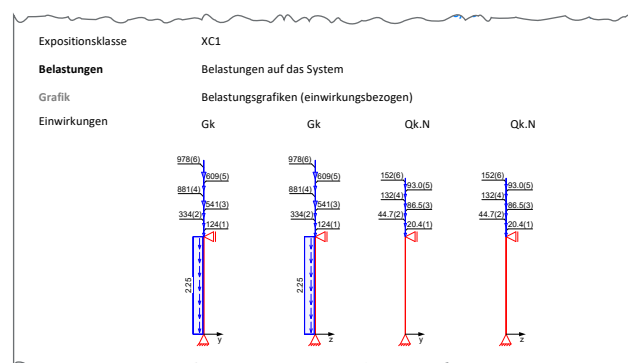 Expositionsklasse XC1
Belastungen Belastungen auf das System
Grafik Belastungsgrafiken (einwirkungsbezogen)
Einwirkungen Gk Gk Qk.N Qk.N
978(6) 978(6) 152(6) 152(6)
609(5) 609(5) 93.0(5) 93.0(5)
881(4) 881(4) 132(4) 132(4)
541(3) 541(3) 86.5(3) 86.5(3)
334(2) 334(2) 44.7(2) 44.7(2)
124(1) 124(1) 20.4(1) 20.4(1)
2.25 2.25
y z y z